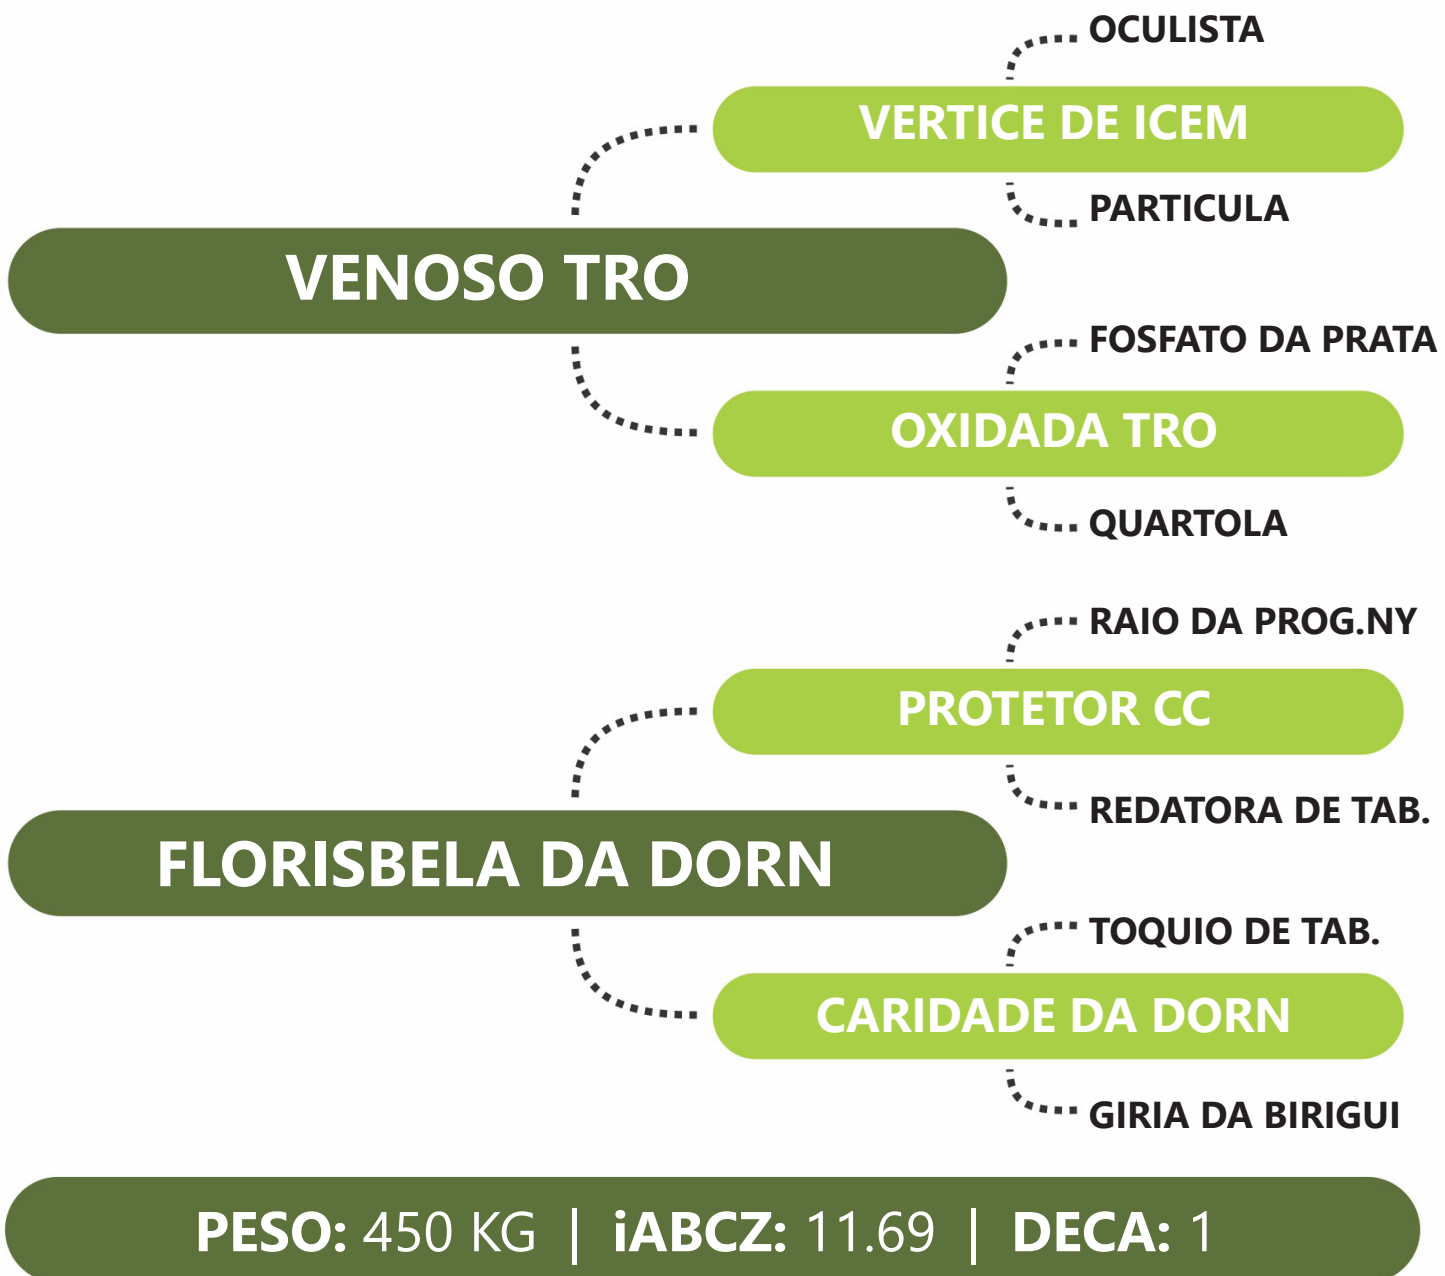 OCULISTA
VERTICE DE ICEM
PARTICULA
VENOSO TRO
FOSFATO DA PRATA
OXIDADA TRO
QUARTOLA
RAIO DA PROG.NY
PROTETOR CC
REDATORA DE TAB.
FLORISBELA DA DORN
TOQUIO DE TAB.
CARIDADE DA DORN
GIRIA DA BIRIGUI
PESO: 450 KG | iABCZ: 11.69 | DECA: 1